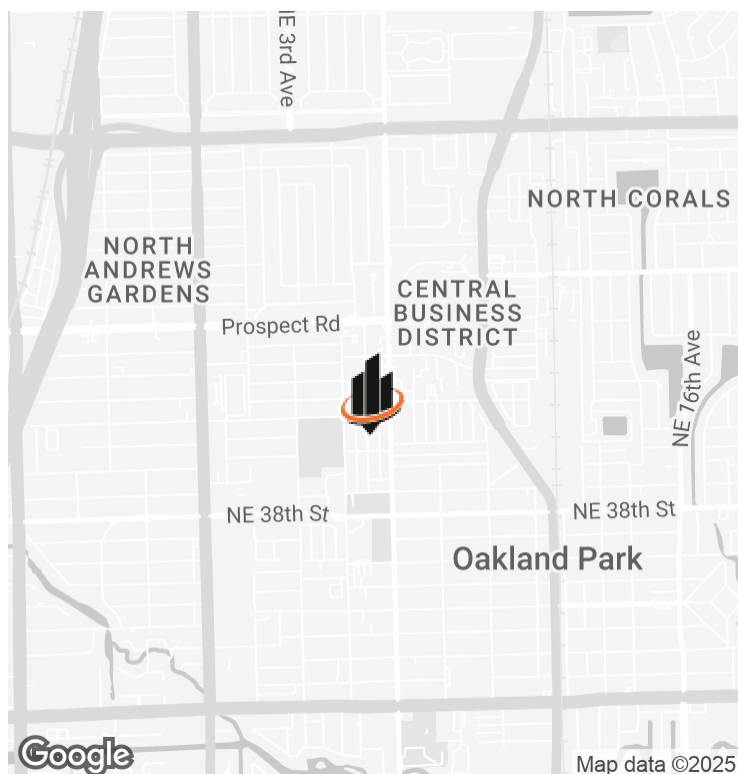 NE 3rd Ave
NORTH CORALS
NORTH
ANDREWS
GARDENS
CENTRAL
BUSINESS
DISTRICT
Prospect Rd
NE 16th Ave
NE 38th St
NE 38th St
Oakland Park
Google
Map data ©2025